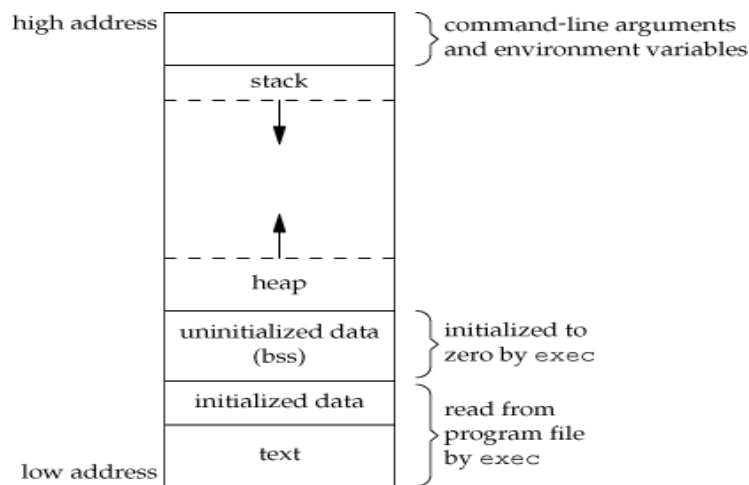 high address
command-line arguments
and environment variables
stack
heap
uninitialized data
(bss)
initialized to
zero by exec
initialized data
read from
program file
by exec
text
low address